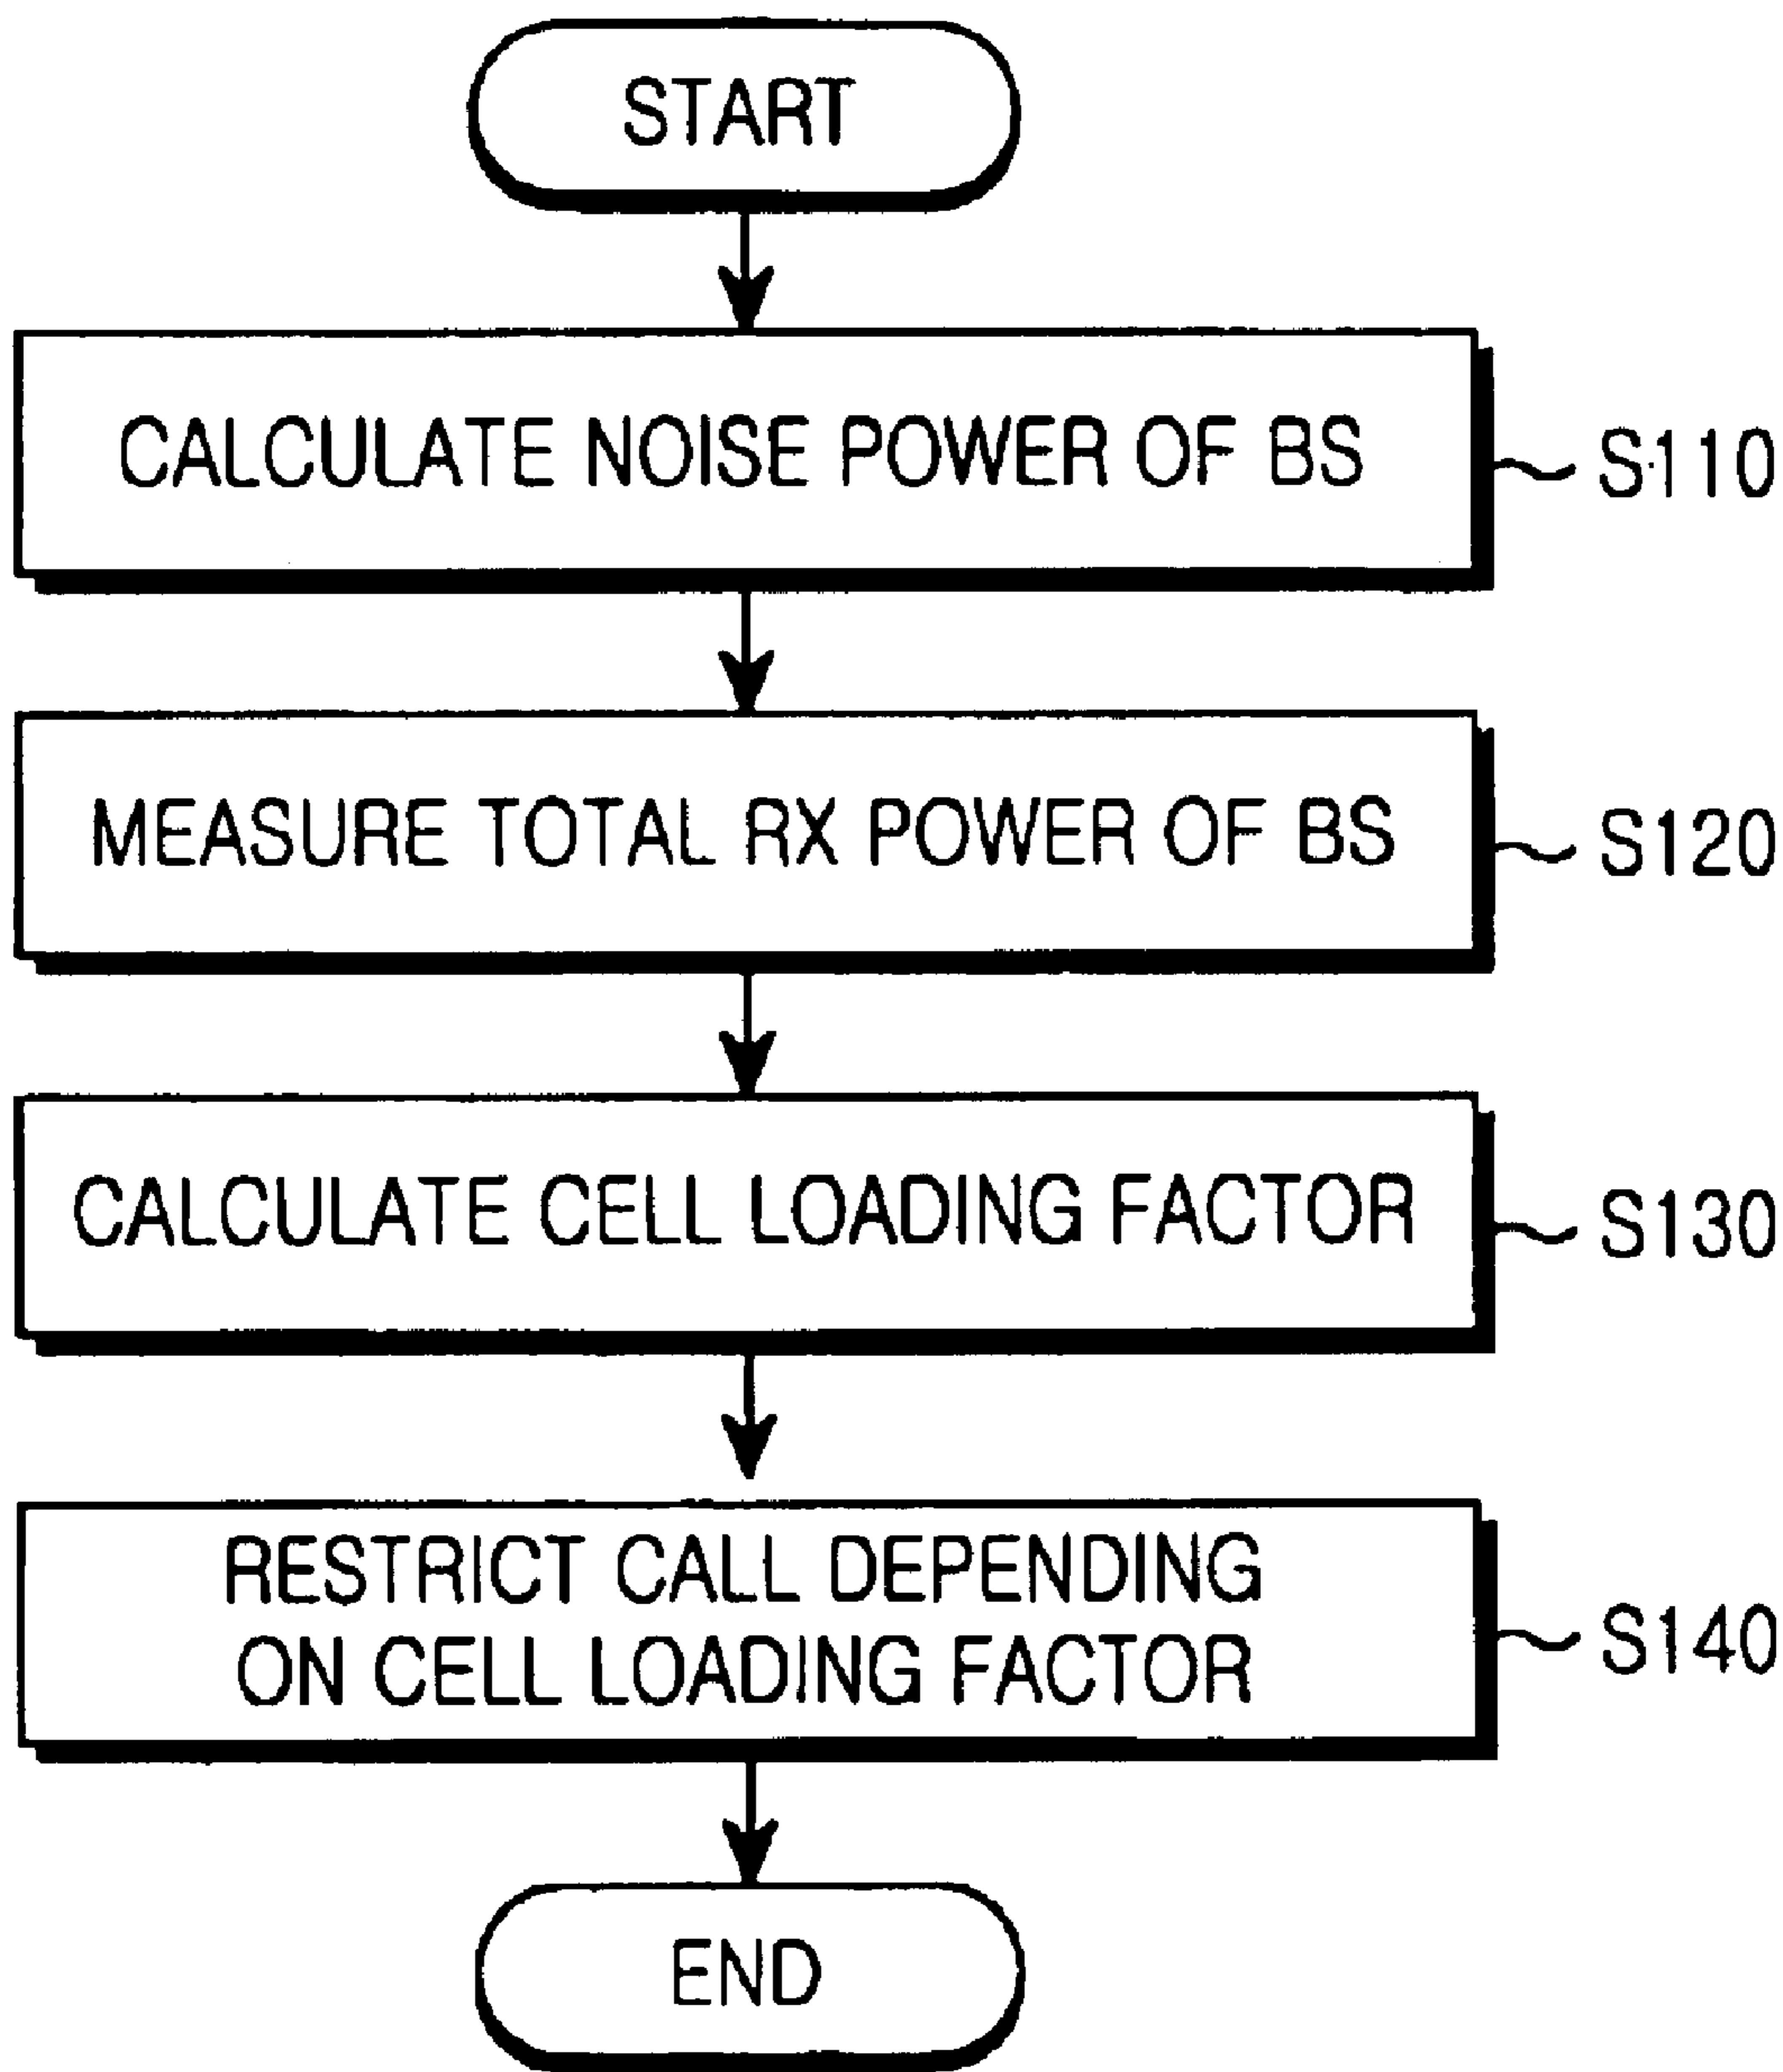 START
CALCULATE NOISE POWER OF BS
S110
MEASURE TOTAL RX POWER OF BS
S120
CALCULATE CELL LOADING FACTOR
S130
RESTRICT CALL DEPENDING
ON CELL LOADING FACTOR
S140
END